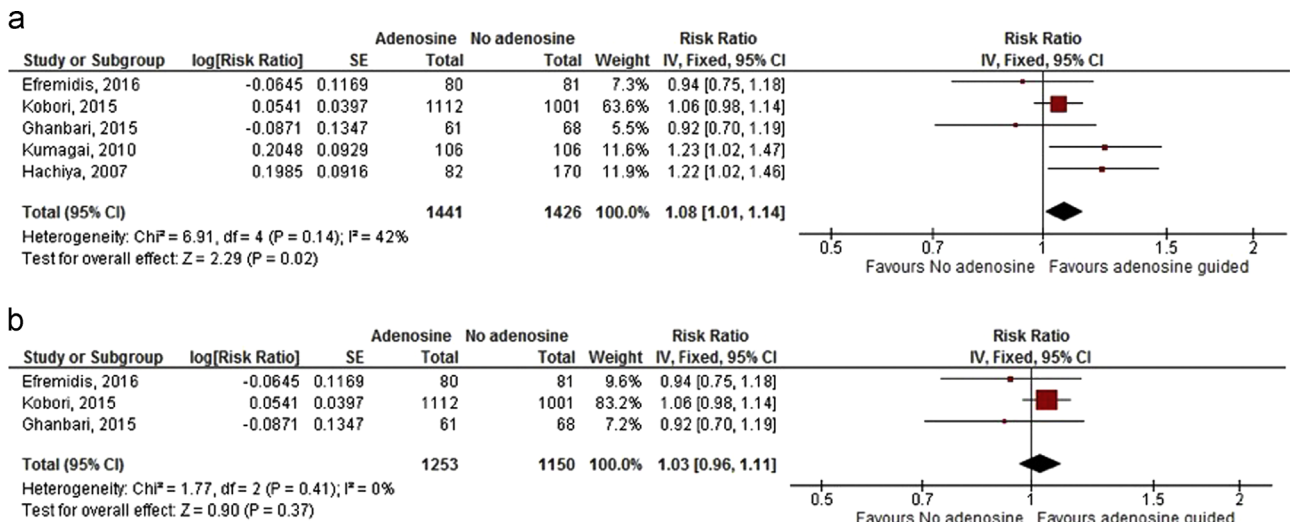 a
Adenosine No adenosine Risk Ratio Risk Ratio
Study or Subgroup log[Risk Ratio] SE Total Total Weight IV, Fixed, 95% CI IV, Fixed, 95% CI
Efremidis, 2016 -0.0645 0.1169 80 81 7.3% 0.94 [0.75, 1.18]
Kobori, 2015 0.0541 0.0397 1112 1001 63.6% 1.06 [0.98, 1.14]
Ghanbari, 2015 -0.0871 0.1347 61 68 5.5% 0.92 [0.70, 1.19]
Kumagai, 2010 0.2048 0.0929 106 106 11.6% 1.23 [1.02, 1.47]
Hachiya, 2007 0.1985 0.0916 82 170 11.9% 1.22 [1.02, 1.46]
Total (95% CI) 1441 1426 100.0% 1.08 [1.01, 1.14]
Heterogeneity: Chi² = 6.91, df = 4 (P = 0.14); I² = 42%
Test for overall effect: Z = 2.29 (P = 0.02)
0.5 0.7 1 1.5 2
Favours No adenosine Favours adenosine guided
b
Adenosine No adenosine Risk Ratio Risk Ratio
Study or Subgroup log[Risk Ratio] SE Total Total Weight IV, Fixed, 95% CI IV, Fixed, 95% CI
Efremidis, 2016 -0.0645 0.1169 80 81 9.6% 0.94 [0.75, 1.18]
Kobori, 2015 0.0541 0.0397 1112 1001 83.2% 1.06 [0.98, 1.14]
Ghanbari, 2015 -0.0871 0.1347 61 68 7.2% 0.92 [0.70, 1.19]
Total (95% CI) 1253 1150 100.0% 1.03 [0.96, 1.11]
Heterogeneity: Chi² = 1.77, df = 2 (P = 0.41); I² = 0%
Test for overall effect: Z = 0.90 (P = 0.37)
0.5 0.7 1 1.5 2
Favours No adenosine Favours adenosine guided